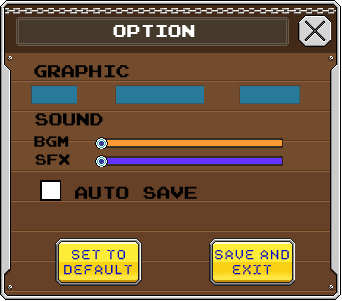 OPTION
GRAPHIC
SOUND
BGM
SFX
AUTO SAVE
SET TO
DEFAULT
SAVE AND
EXIT